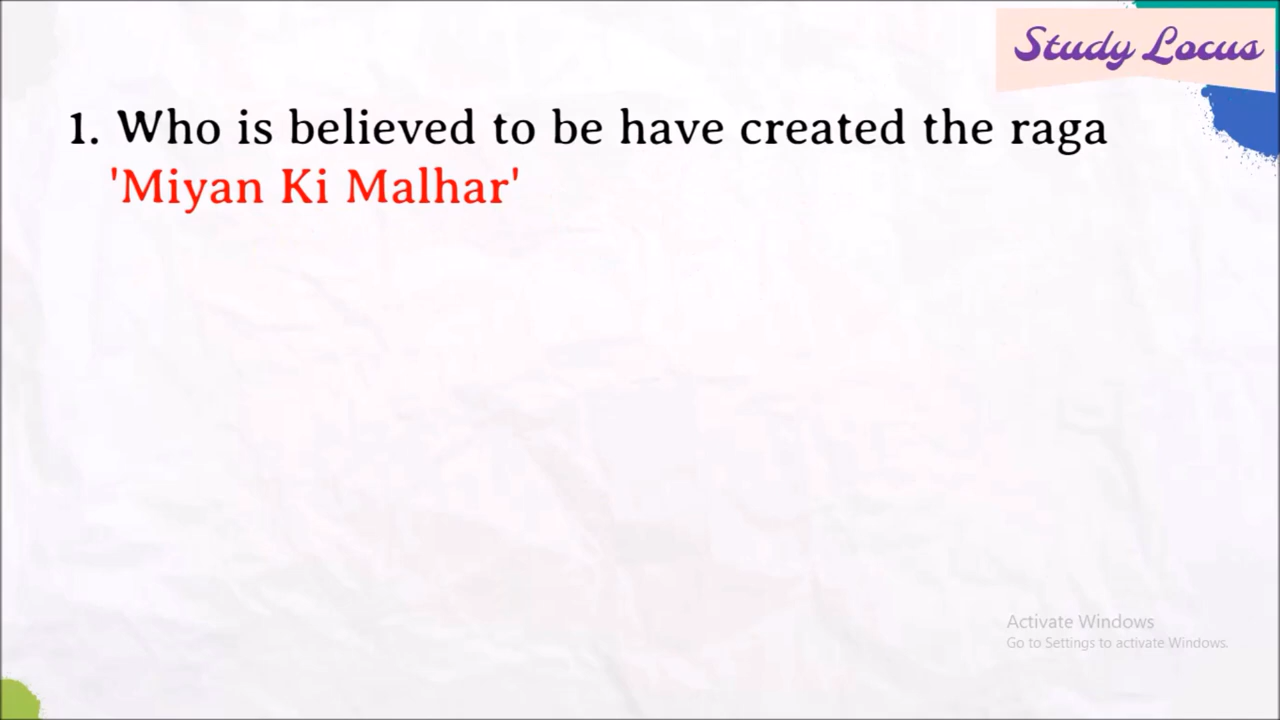 Study Locus
1. Who is believed to be have created the raga
'Miyan Ki Malhar'
Activate Windows
Go to Settings to activate Windows.